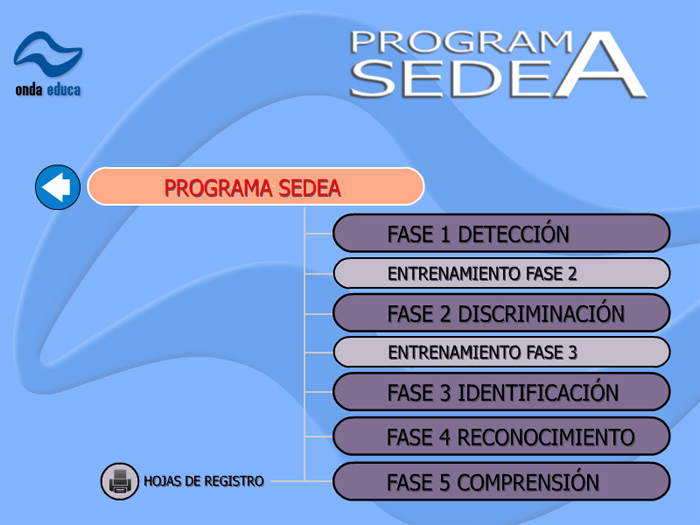 onda educa
PROGRAMA
SEDEA
PROGRAMA SEDEA
FASE 1 DETECCIÓN
ENTRENAMIENTO FASE 2
FASE 2 DISCRIMINACIÓN
ENTRENAMIENTO FASE 3
FASE 3 IDENTIFICACIÓN
FASE 4 RECONOCIMIENTO
HOJAS DE REGISTRO
FASE 5 COMPRENSIÓN